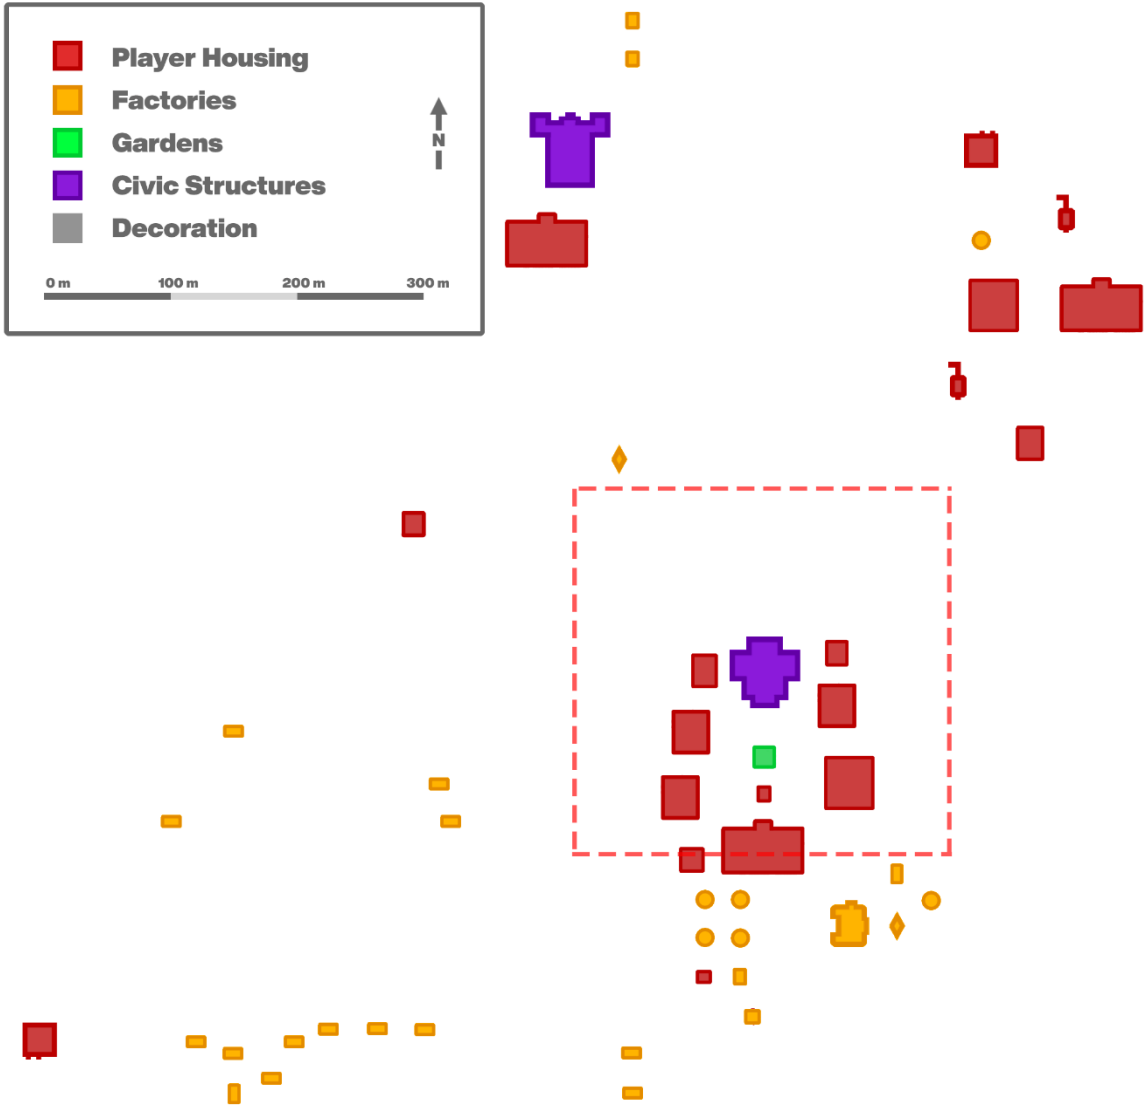 Player Housing
Factories
Gardens
Civic Structures
Decoration
N
0 m 100 m 200 m 300 m